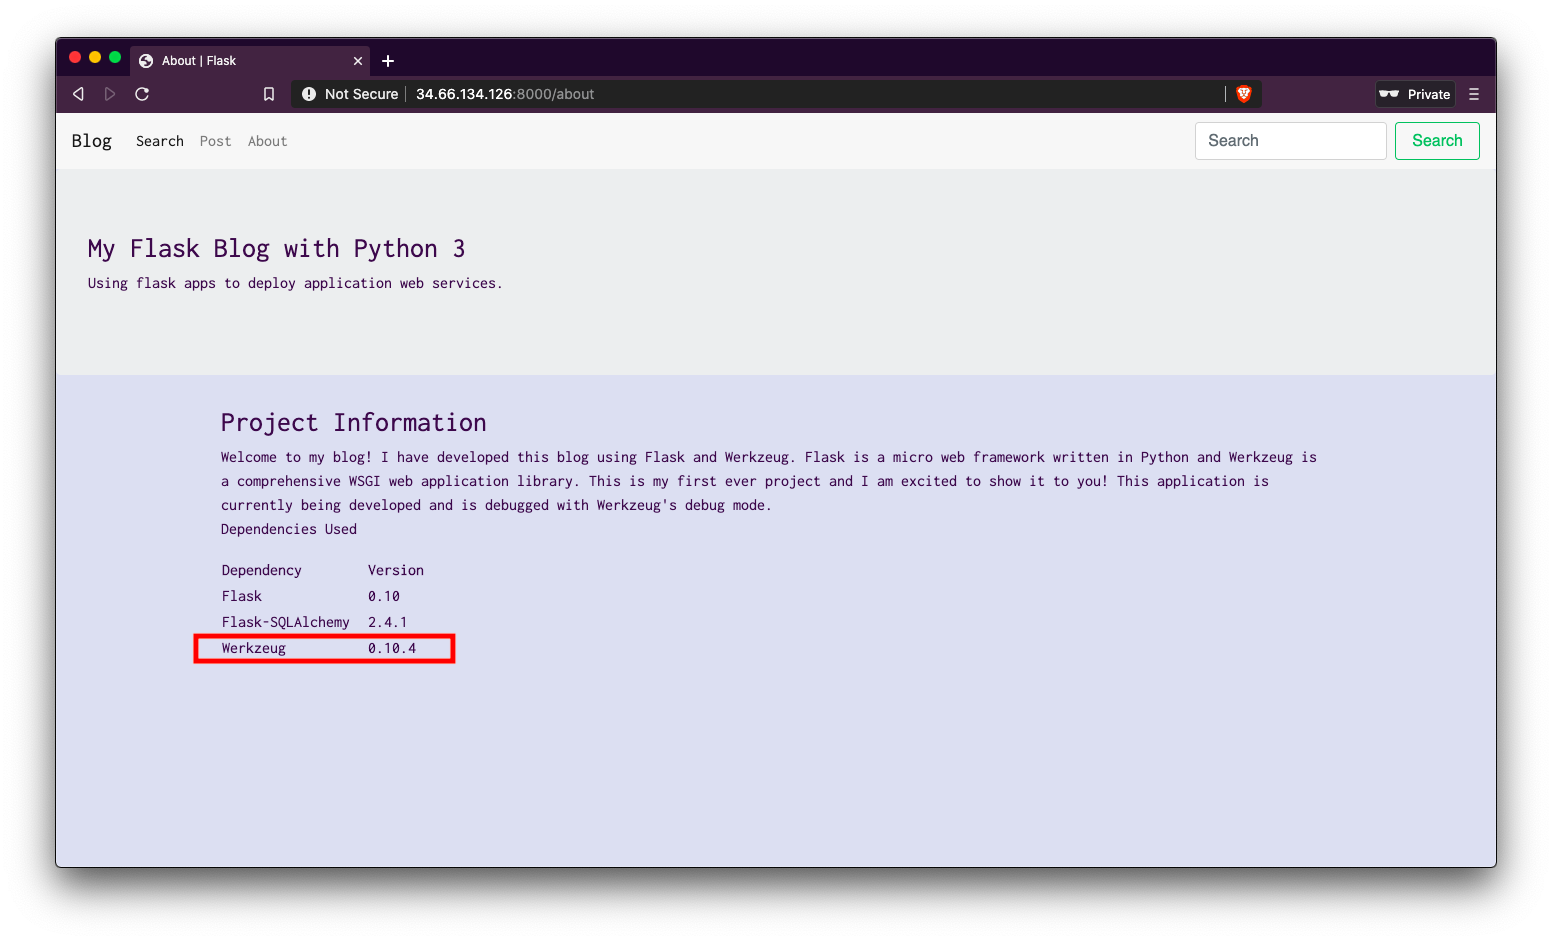 About | Flask
Not Secure 34.66.134.126:8000/about
Private
Blog Search Post About Search Search
My Flask Blog with Python 3
Using flask apps to deploy application web services.
Project Information
Welcome to my blog! I have developed this blog using Flask and Werkzeug. Flask is a micro web framework written in Python and Werkzeug is
a comprehensive WSGI web application library. This is my first ever project and I am excited to show it to you! This application is
currently being developed and is debugged with Werkzeug's debug mode.
Dependencies Used
Dependency Version
Flask 0.10
Flask-SQLAlchemy 2.4.1
Werkzeug 0.10.4